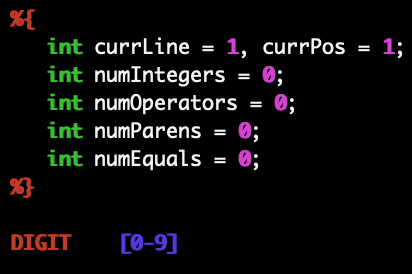 %{
   int currLine = 1, currPos = 1;
   int numIntegers = 0;
   int numOperators = 0;
   int numParens = 0;
   int numEquals = 0;
%}

DIGIT    [0-9]